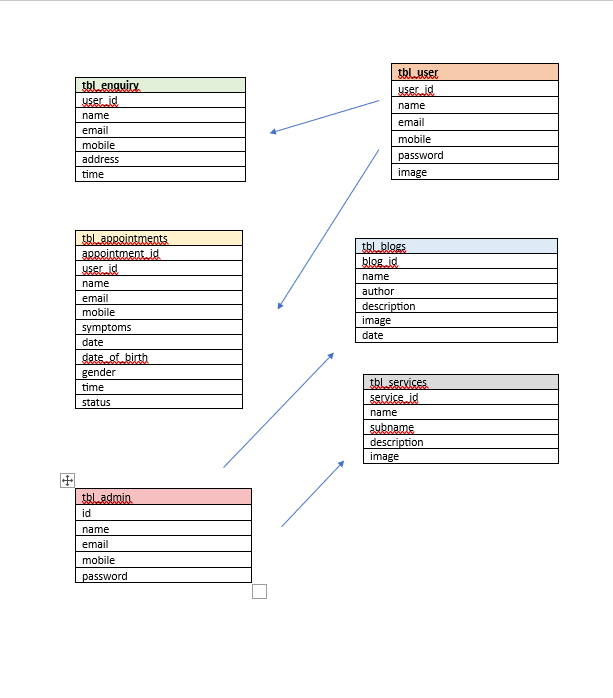 tbl_enquiry
user_id
name
email
mobile
address
time
tbl_user
user_id
name
email
mobile
password
image
tbl_appointments
appointment_id
user_id
name
email
mobile
symptoms
date
date_of_birth
gender
time
status
tbl_blogs
blog_id
name
author
description
image
date
tbl_services
service_id
name
subname
description
image
tbl_admin
id
name
email
mobile
password